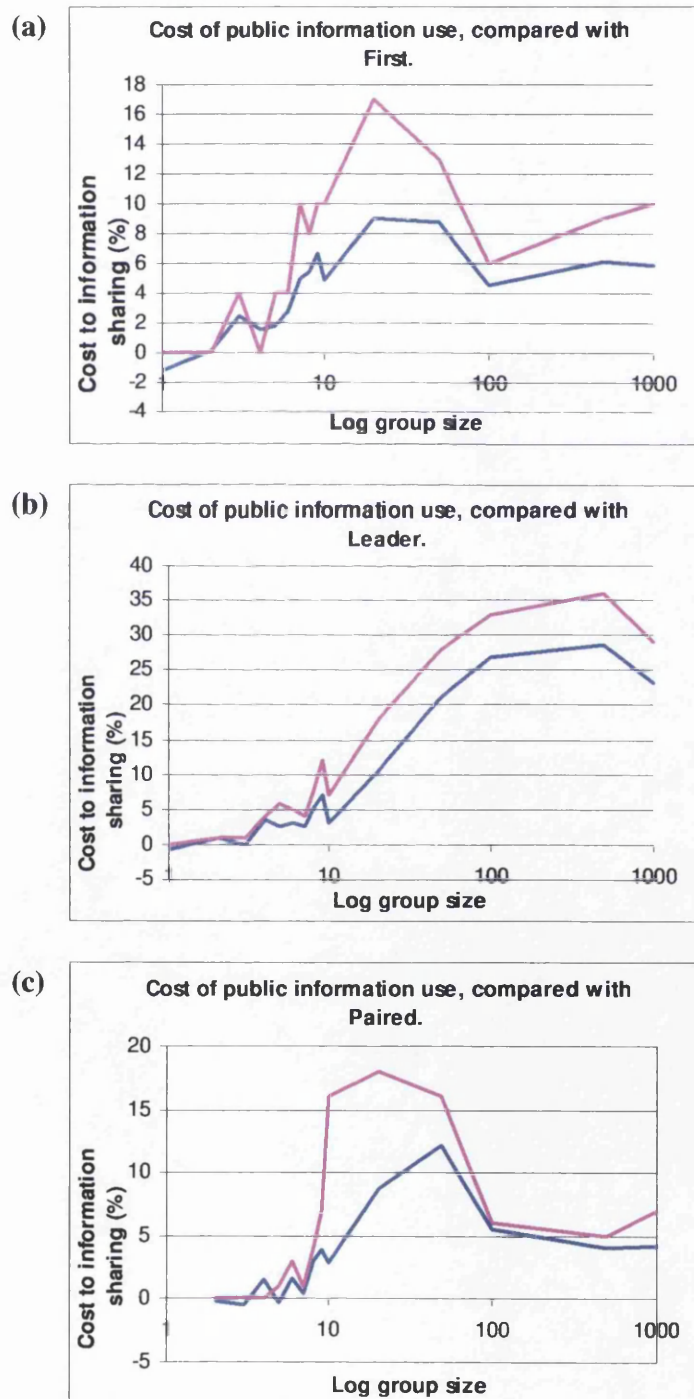 (a)
Cost of public information use, compared with
First.
18
16
14
12
10
8
6
4
2
0
-2
-4
1
10
100
1000
Cost to information
sharing (%)
Log group size
(b)
Cost of public information use, compared with
Leader.
40
35
30
25
20
15
10
5
0
-5
1
10
100
1000
Cost to information
sharing (%)
Log group size
(c)
Cost of public information use, compared with
Paired.
20
15
10
5
0
-5
1
10
100
1000
Cost to information
sharing (%)
Log group size